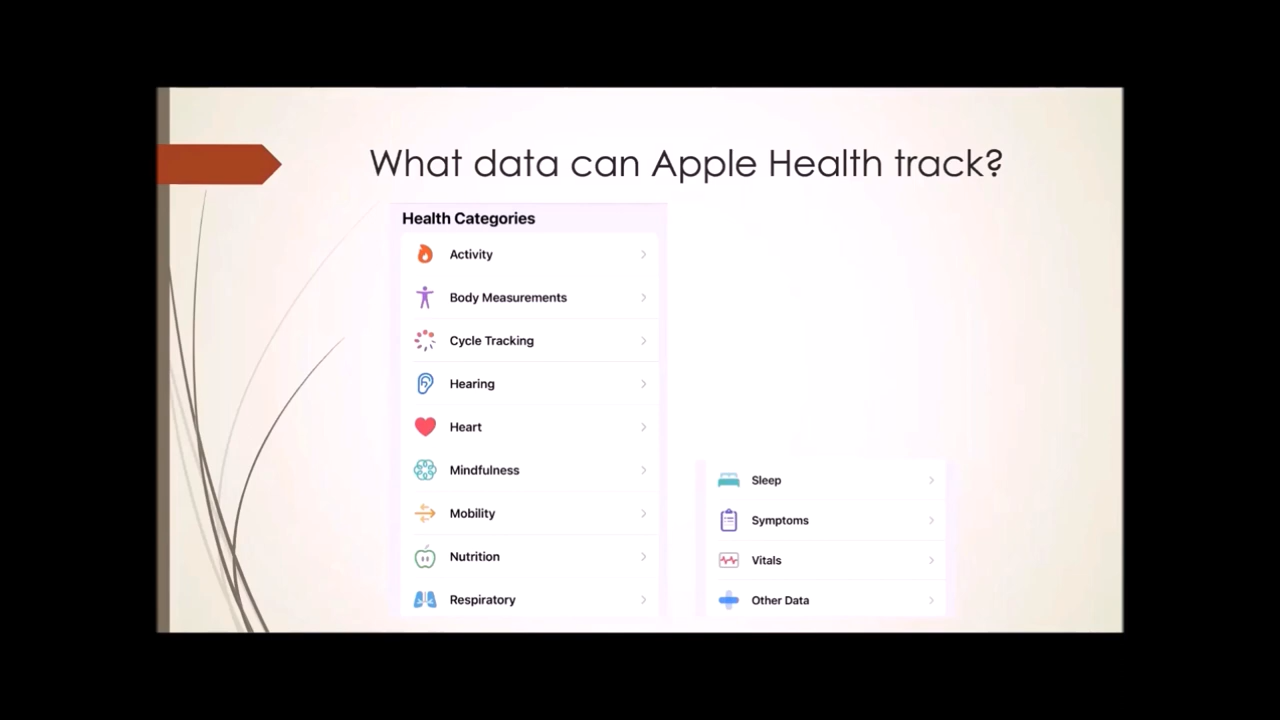 What data can Apple Health track?
Health Categories
Activity
Body Measurements
Cycle Tracking
Hearing
Heart
Mindfulness
Mobility
Nutrition
Respiratory
Sleep
Symptoms
Vitals
Other Data